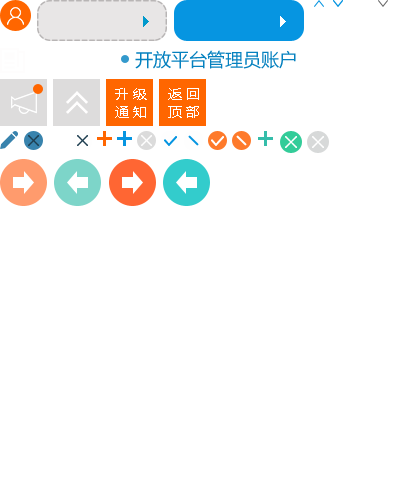 开放平台管理员账户
升级
通知
返回
顶部